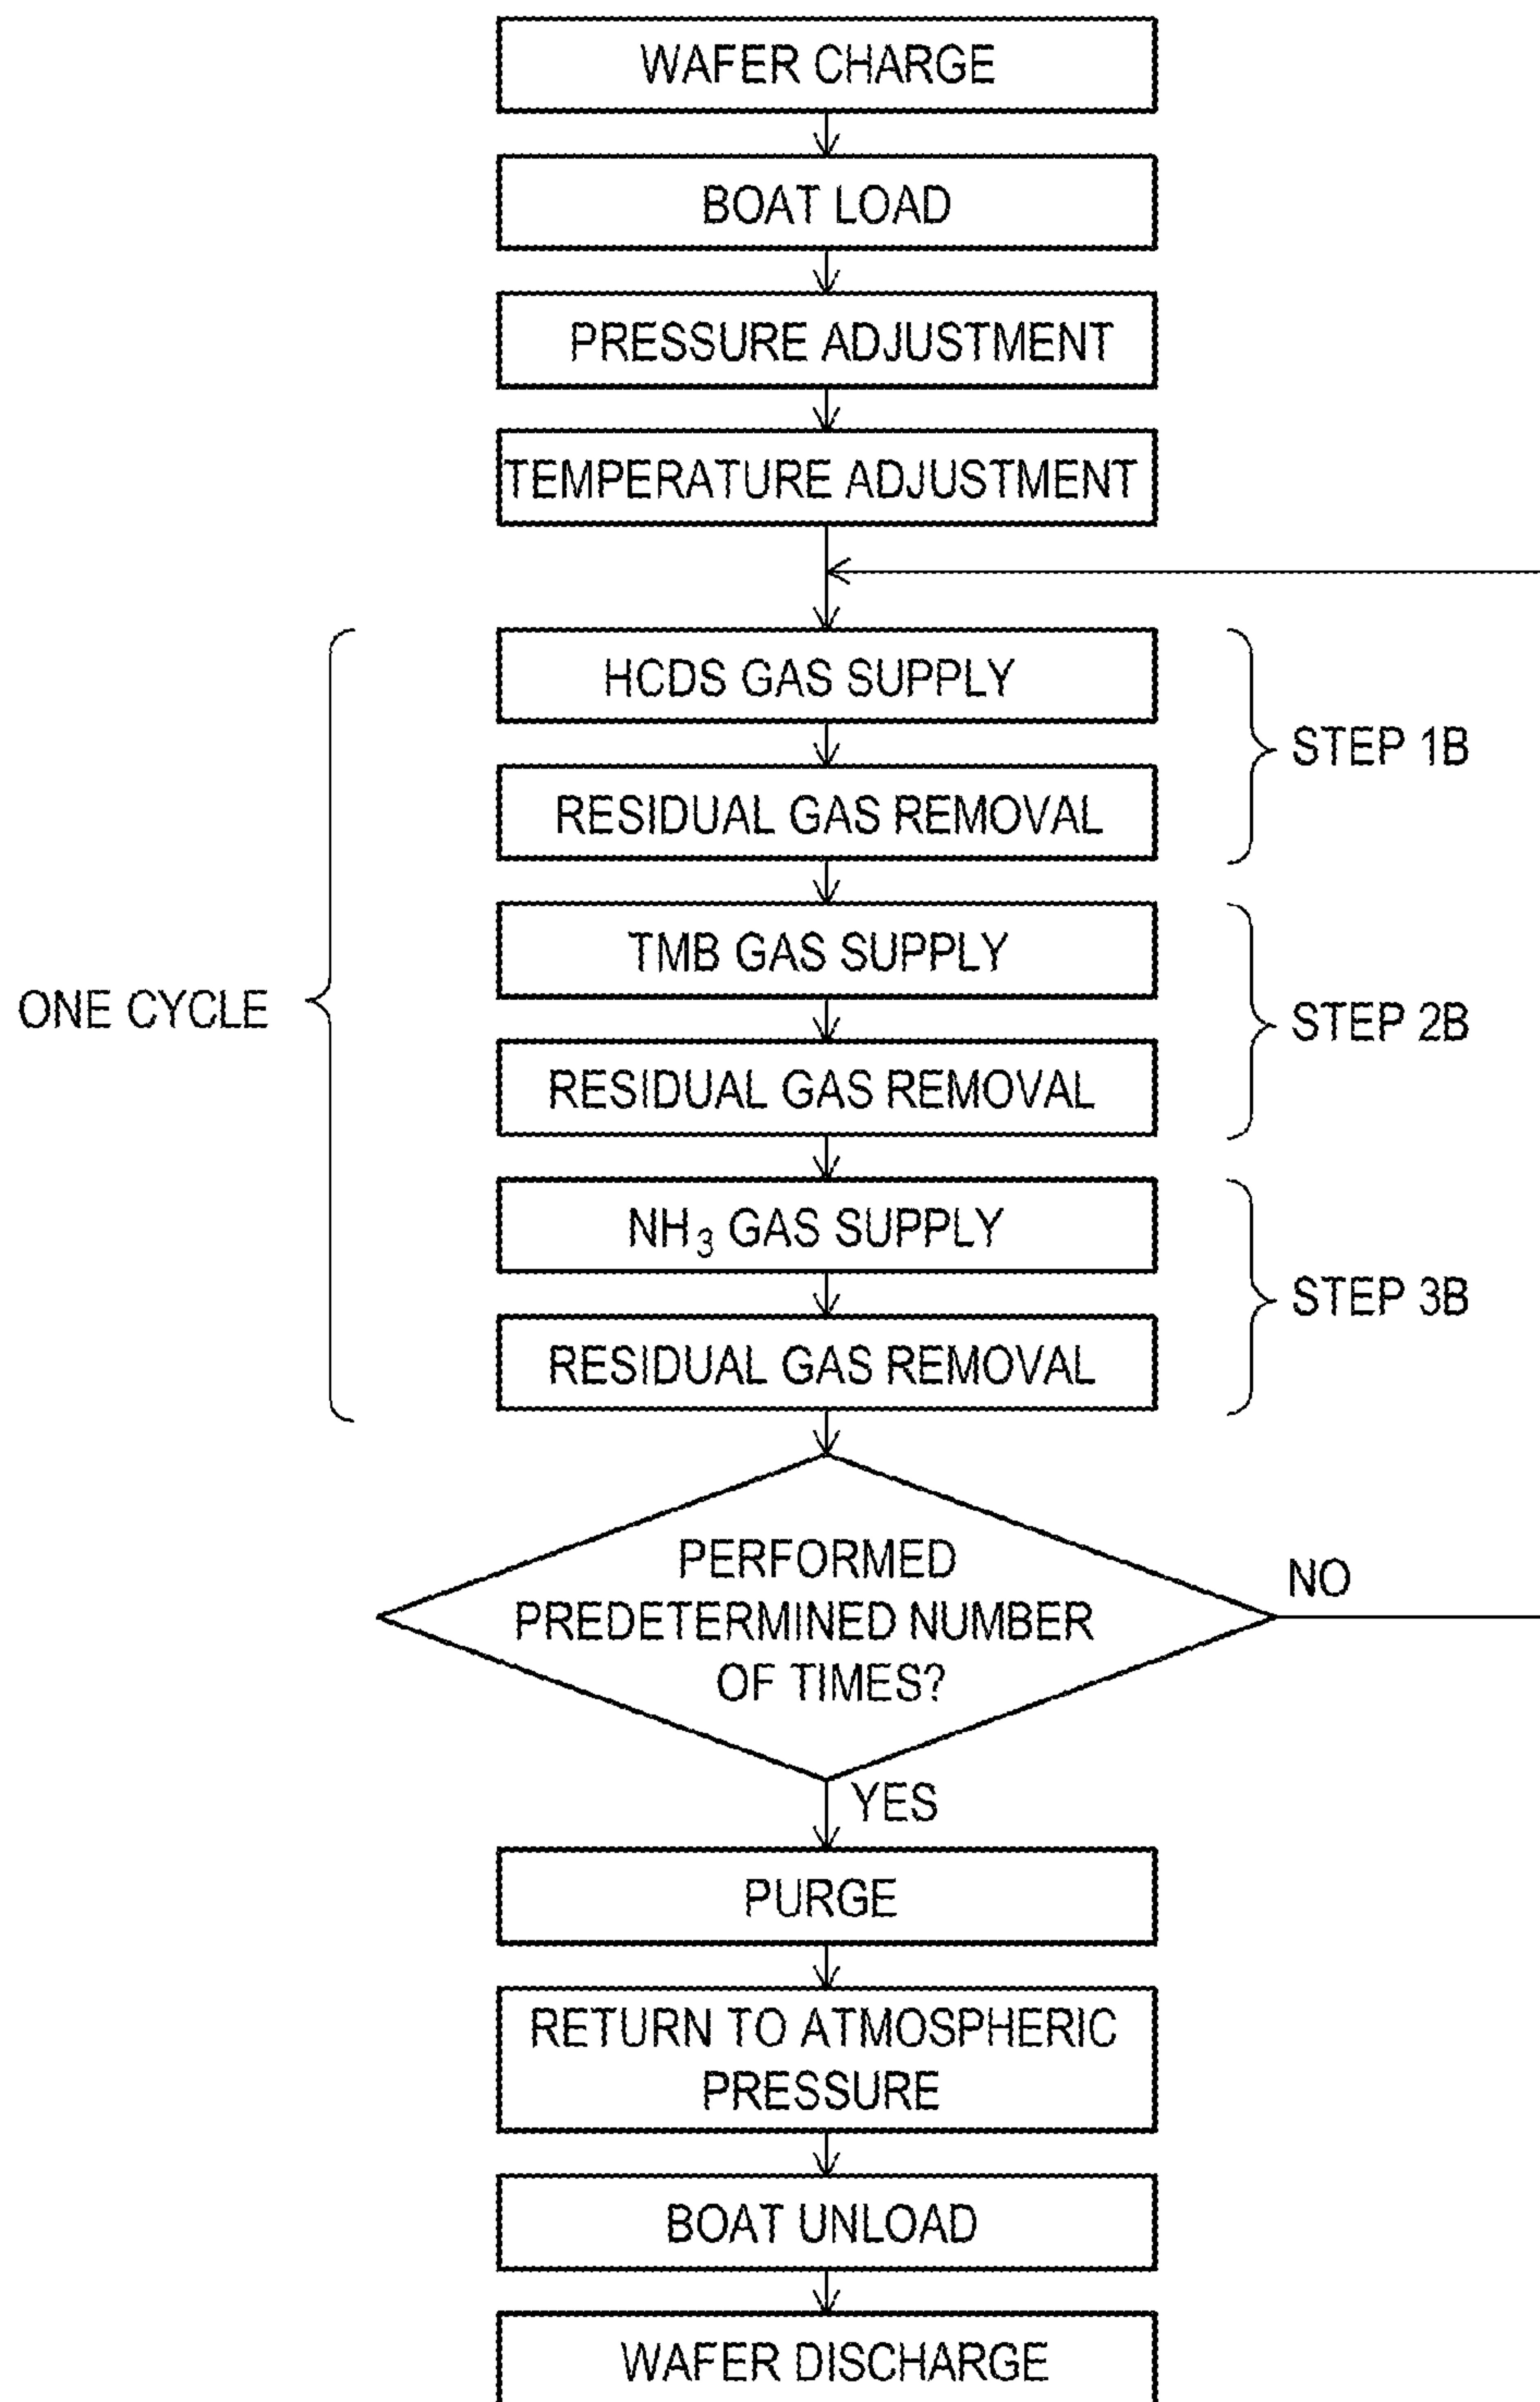 WAFER CHARGE
BOAT LOAD
PRESSURE ADJUSTMENT
TEMPERATURE ADJUSTMENT
HCDS GAS SUPPLY
STEP 1B
RESIDUAL GAS REMOVAL
TMB GAS SUPPLY
ONE CYCLE
STEP 2B
RESIDUAL GAS REMOVAL
NH3 GAS SUPPLY
STEP 3B
RESIDUAL GAS REMOVAL
PERFORMED
PREDETERMINED NUMBER
OF TIMES?
NO
YES
PURGE
RETURN TO ATMOSPHERIC
PRESSURE
BOAT UNLOAD
WAFER DISCHARGE